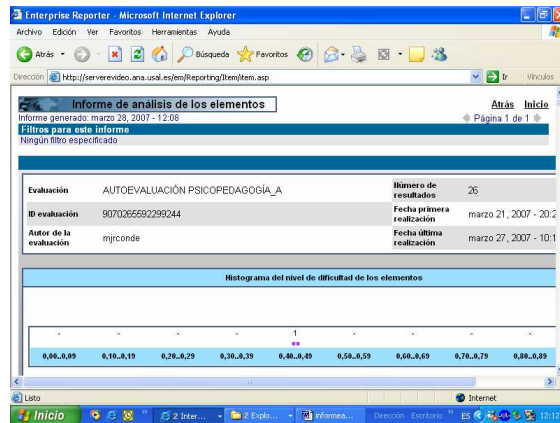 Enterprise Reporter - Microsoft Internet Explorer
Archivo Edición Ver Favoritos Herramientas Ayuda
Atrás Búsqueda Favoritos
Dirección http://serverevideo.ana.usal.es/em/Reporting/Item/item.asp Ir Vínculos
Informe de análisis de los elementos Atrás Inicio
Informe generado: marzo 28, 2007 - 12:08 Página 1 de 1
Filtros para este informe
Ningún filtro especificado
Evaluación AUTOEVALUACIÓN PSICOPEDAGOGÍA_A Número de resultados 26
ID evaluación 9070265592299244 Fecha primera realización marzo 21, 2007 - 20:2
Autor de la evaluación mjrconde Fecha última realización marzo 27, 2007 - 10:1
Histograma del nivel de dificultad de los elementos
- - - - 1 - - - -
0,00..0,09 0,10..0,19 0,20..0,29 0,30..0,39 0,40..0,49 0,50..0,59 0,60..0,69 0,70..0,79 0,80..0,89
Listo Internet
Inicio 2 Inter... 2 Explo... informea... Dirección Escritorio ES 12:12